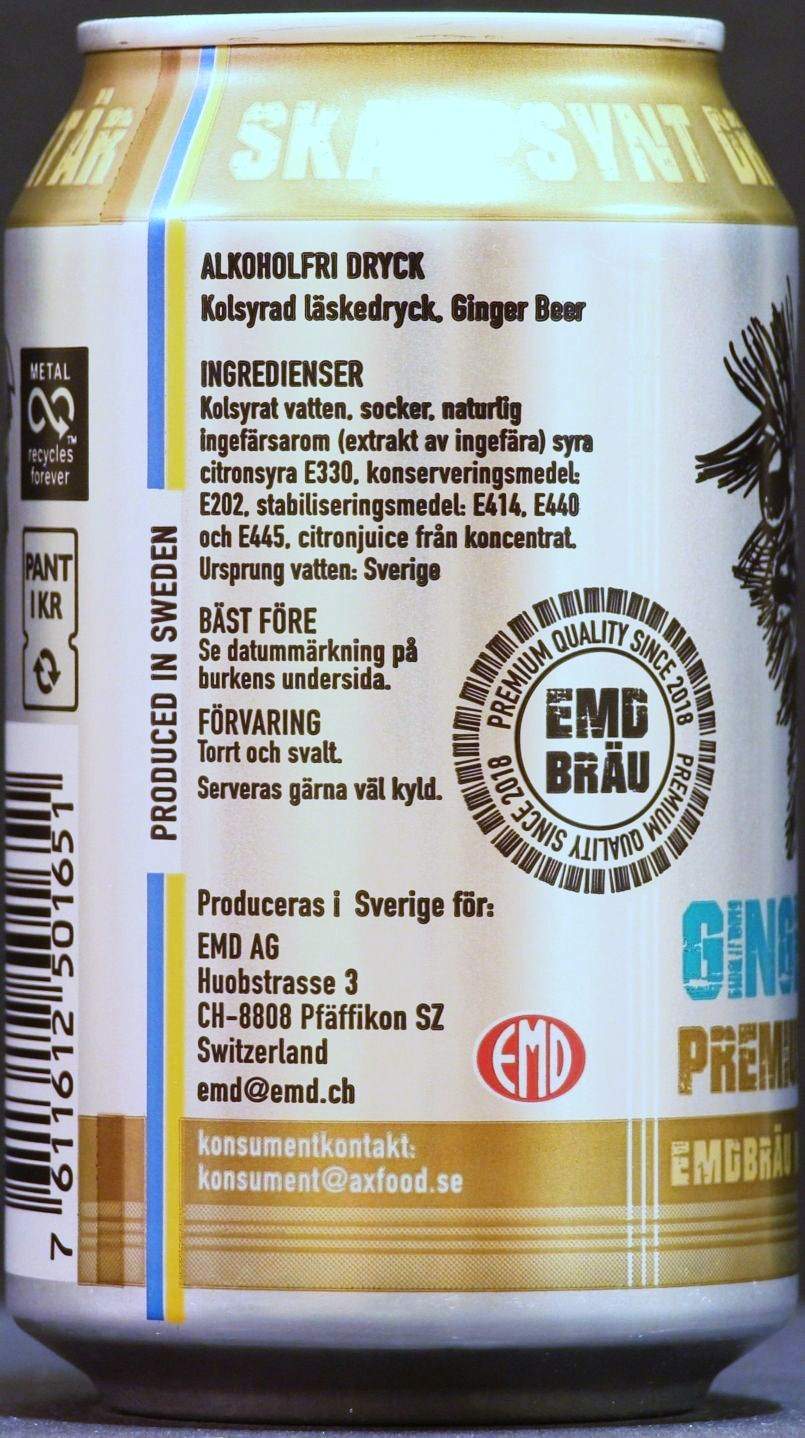 ALKOHOLFRI DRYCK
Kolsyrad läskedryck, Ginger Beer
INGREDIENSER
Kolsyrat vatten, socker, naturlig
ingefärsarom (extrakt av ingefära) syra
citronsyra E330, konserveringsmedel:
E202, stabiliseringsmedel: E414, E440
och E445, citronjuice från koncentrat.
Ursprung vatten: Sverige
BÄST FÖRE
Se datummärkning på
burkens undersida.
FÖRVARING
Torrt och svalt.
Serveras gärna väl kyld.
Produceras i Sverige för:
EMD AG
Huobstrasse 3
CH-8808 Pfäffikon SZ
Switzerland
emd@emd.ch
konsumentkontakt:
konsument@axfood.se
PRODUCED IN SWEDEN
METAL
recycles
forever
TM
PANT
1 KR
7 611612 501651
PREMIUM QUALITY SINCE 2018
PREMIUM QUALITY SINCE 2018
EMD
BRÄU
EMD
EMDBRÄU